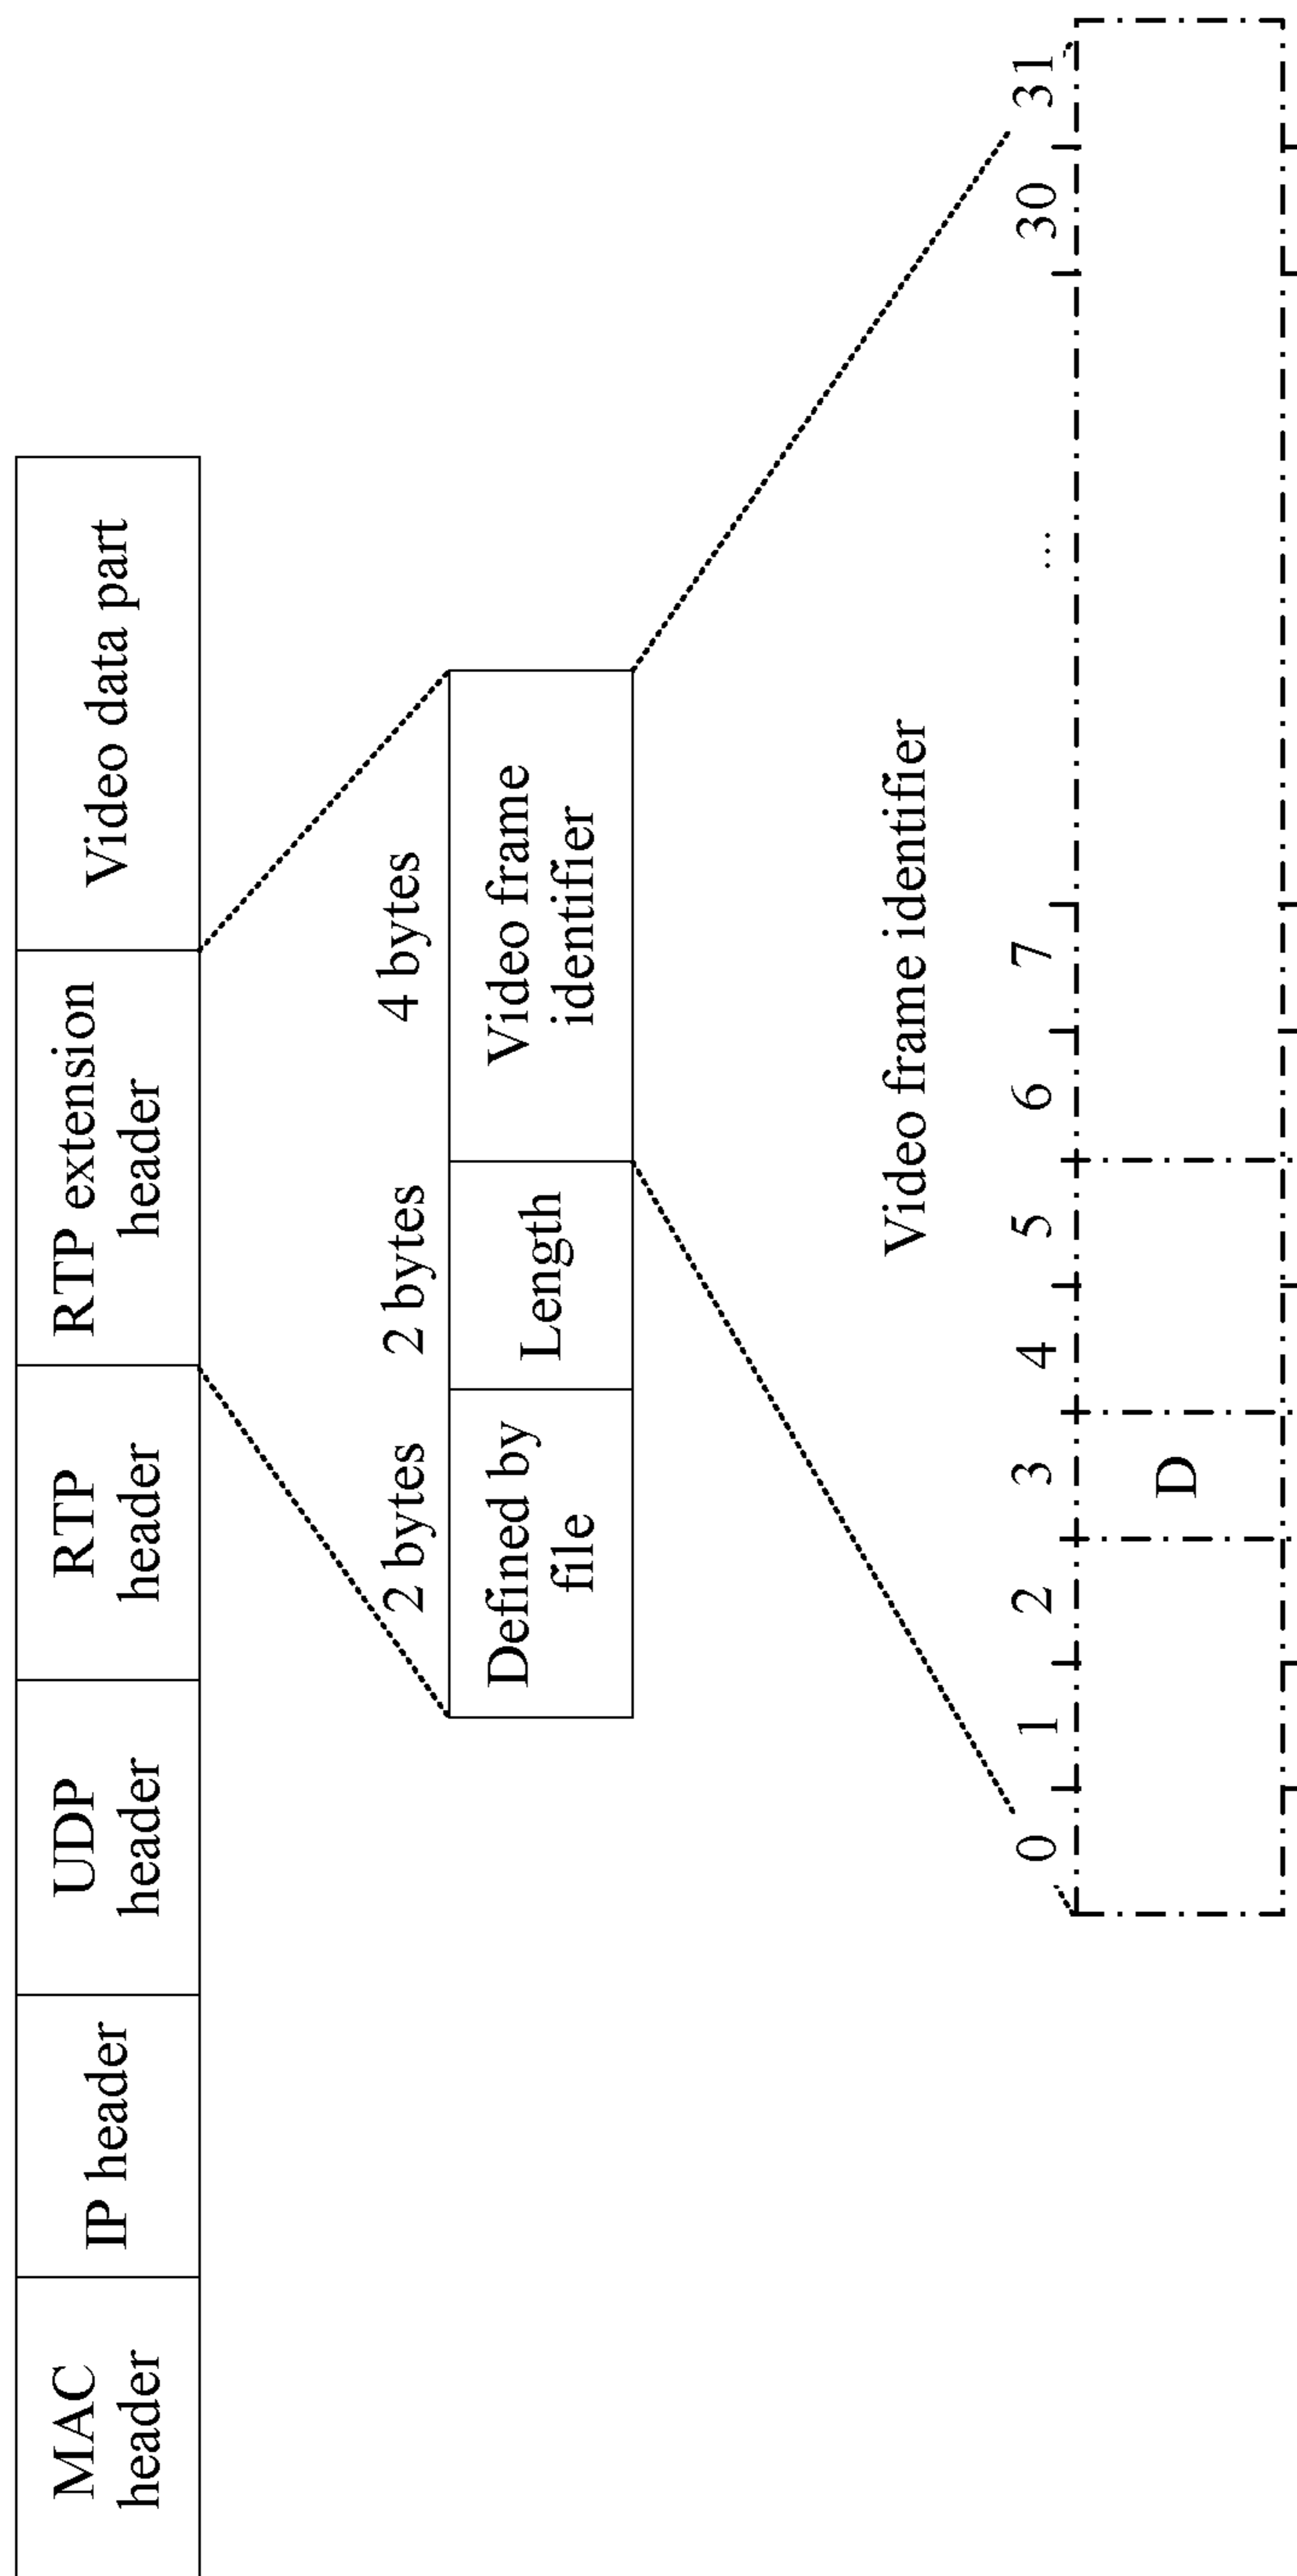 MAC
header
IP header
UDP
header
RTP
header
RTP extension
header
Video data part
2 bytes
2 bytes
4 bytes
Defined by
file
Length
Video frame
identifier
Video frame identifier
0 1 2 3 4 5 6 7 ... 30 31
D